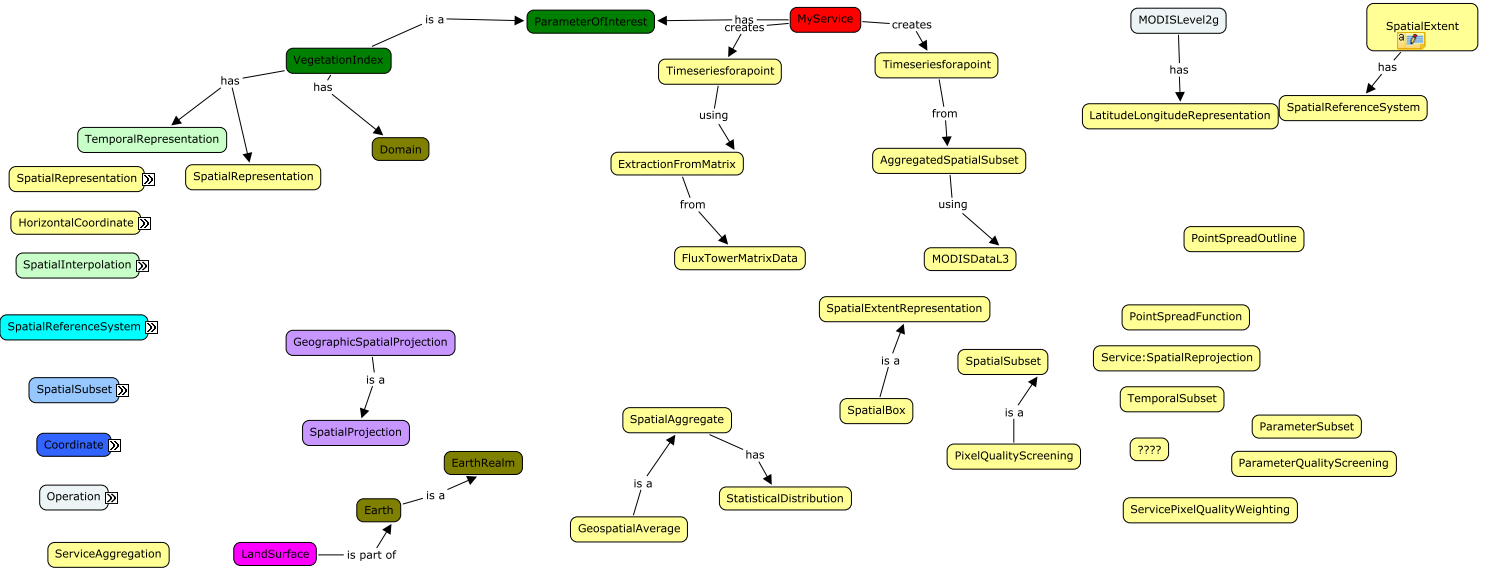 is a
ParameterOfInterest
has
MyService
creates
creates
MODISLevel2g
SpatialExtent
a
VegetationIndex
Timeseriesforapoint
Timeseriesforapoint
has
has
has
has
SpatialReferenceSystem
LatitudeLongitudeRepresentation
using
from
TemporalRepresentation
Domain
ExtractionFromMatrix
AggregatedSpatialSubset
SpatialRepresentation
SpatialRepresentation
from
using
HorizontalCoordinate
PointSpreadOutline
SpatialInterpolation
FluxTowerMatrixData
MODISDataL3
SpatialExtentRepresentation
PointSpreadFunction
SpatialReferenceSystem
GeographicSpatialProjection
Service:SpatialReprojection
is a
SpatialSubset
is a
SpatialSubset
TemporalSubset
SpatialBox
is a
SpatialAggregate
ParameterSubset
SpatialProjection
Coordinate
????
has
PixelQualityScreening
EarthRealm
ParameterQualityScreening
is a
is a
Operation
StatisticalDistribution
Earth
ServicePixelQualityWeighting
GeospatialAverage
ServiceAggregation
LandSurface
is part of